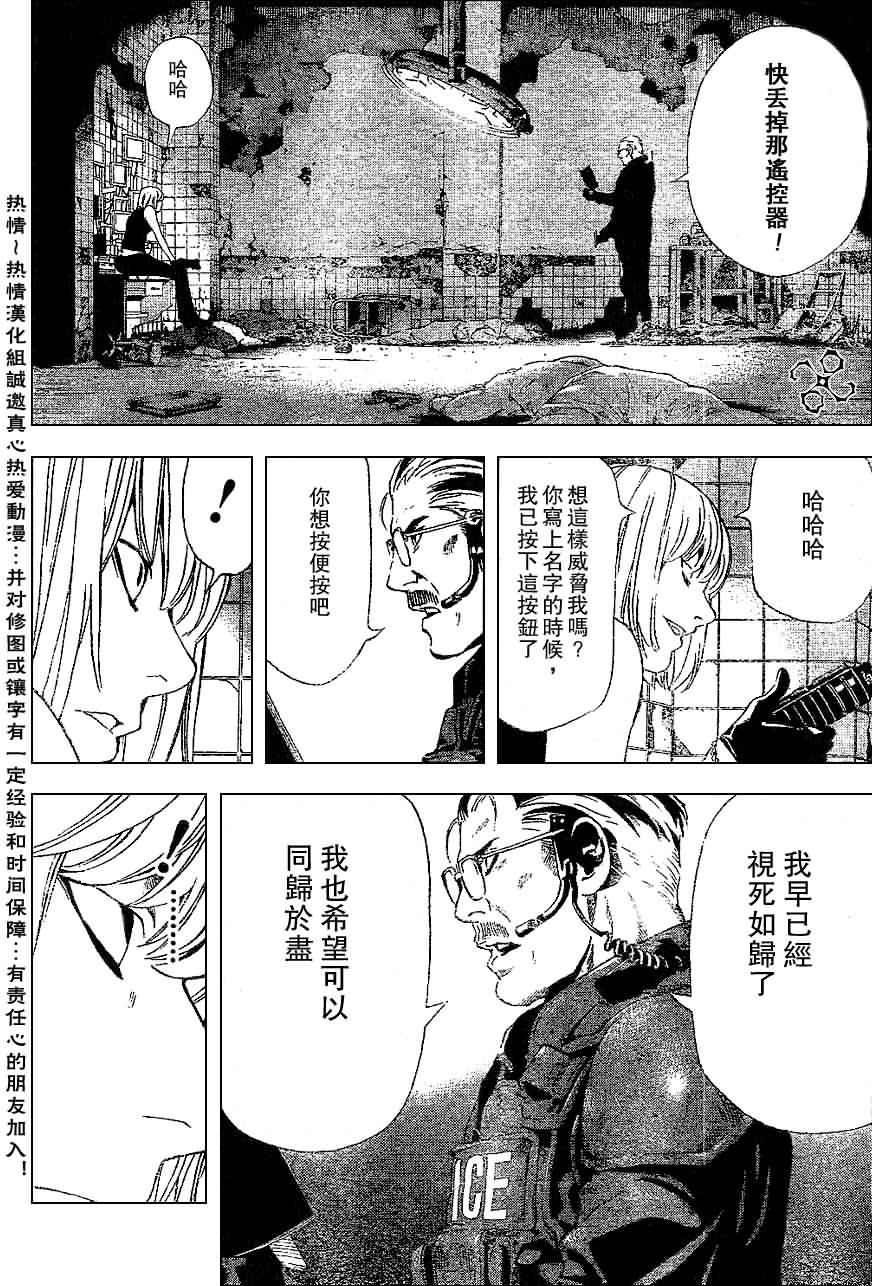 快丟掉那遙控器！
哈
哈
哈
哈
哈
想這樣威脅我嗎？
你寫上名字的時候，
我已按下這按鈕了
你想按便按吧
！
我早已經
視死如歸了
我也希望可以
同歸於盡
！……
ICE
热情~热情漢化組誠邀真心热爱動漫…并对修图或镶字有一定经验和时间保障…有责任心的朋友加入！